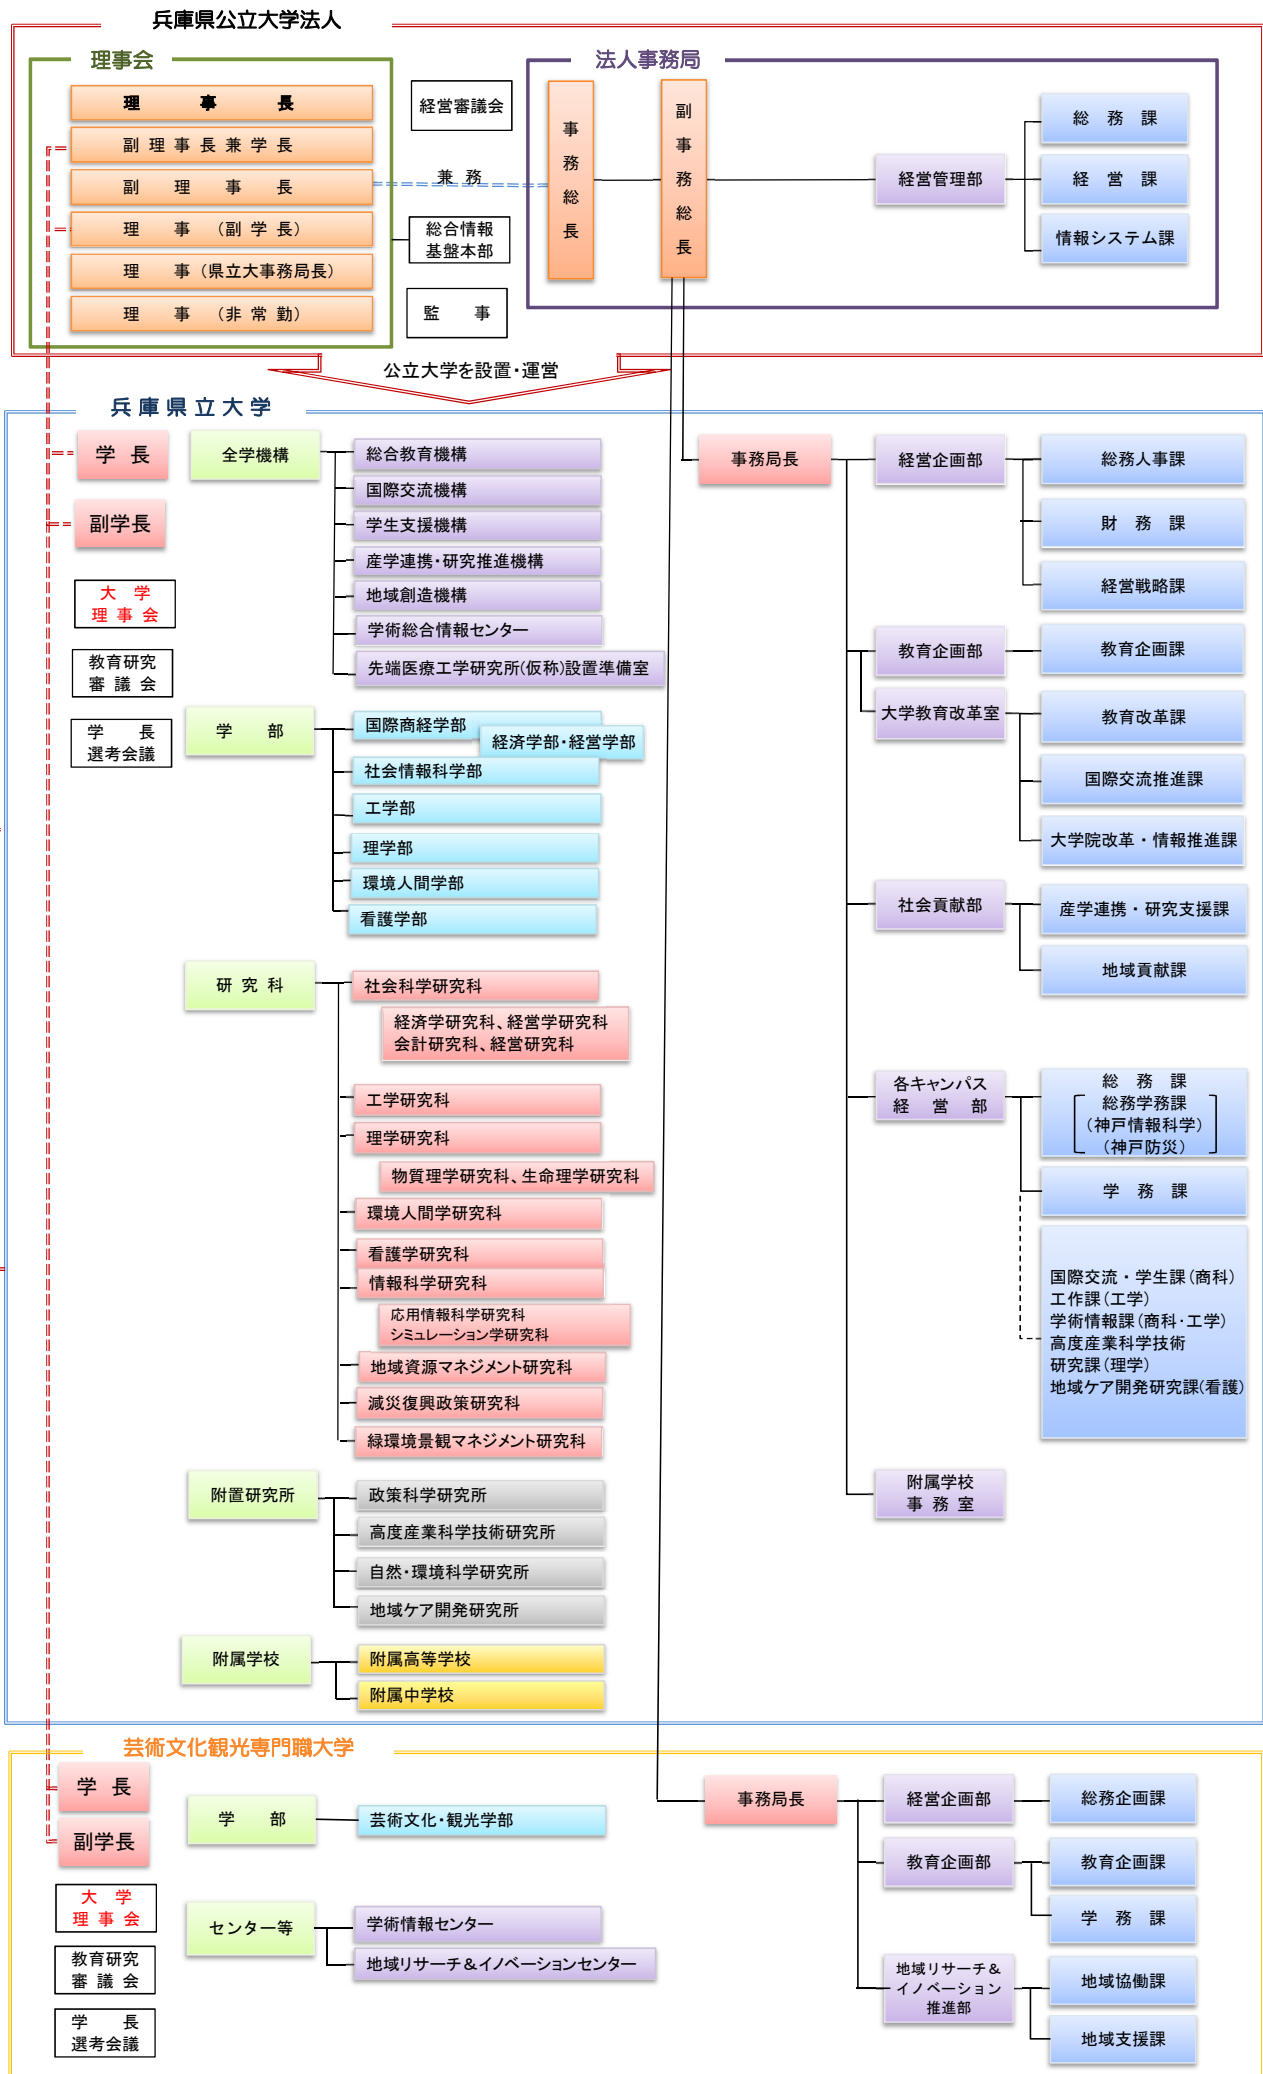 兵庫県公立大学法人
理事会
理 事 長
副 理 事 長 兼 学 長
副 理 事 長
理 事 （副 学 長）
理 事（県立大事務局長）
理 事 （非 常 勤）
経営審議会
兼 務
総合情報
基盤本部
監 事
法人事務局
事務総長
副事務総長
経営管理部
総 務 課
経 営 課
情報システム課
公立大学を設置・運営
兵 庫 県 立 大 学
学 長
副学長
大 学
理 事 会
教育研究
審 議 会
学 長
選考会議
全学機構
総合教育機構
国際交流機構
学生支援機構
産学連携・研究推進機構
地域創造機構
学術総合情報センター
先端医療工学研究所(仮称)設置準備室
学 部
国際商経学部
経済学部・経営学部
社会情報科学部
工学部
理学部
環境人間学部
看護学部
研 究 科
社会科学研究科
経済学研究科、経営学研究科
会計研究科、経営研究科
工学研究科
理学研究科
物質理学研究科、生命理学研究科
環境人間学研究科
看護学研究科
情報科学研究科
応用情報科学研究科
シミュレーション学研究科
地域資源マネジメント研究科
減災復興政策研究科
緑環境景観マネジメント研究科
附置研究所
政策科学研究所
高度産業科学技術研究所
自然・環境科学研究所
地域ケア開発研究所
附属学校
附属高等学校
附属中学校
事務局長
経営企画部
総務人事課
財 務 課
経営戦略課
教育企画部
教育企画課
大学教育改革室
教育改革課
国際交流推進課
大学院改革・情報推進課
社会貢献部
産学連携・研究支援課
地域貢献課
各キャンパス
経 営 部
総 務 課
総務学務課
（神戸情報科学）
（神戸防災）
学 務 課
国際交流・学生課（商科）
工作課（工学）
学術情報課（商科・工学）
高度産業科学技術
研究課（理学）
地域ケア開発研究課(看護)
附属学校
事 務 室
芸術文化観光専門職大学
学 長
副学長
大 学
理 事 会
教育研究
審 議 会
学 長
選考会議
学 部
芸術文化・観光学部
センター等
学術情報センター
地域リサーチ＆イノベーションセンター
事務局長
経営企画部
総務企画課
教育企画部
教育企画課
学 務 課
地域リサーチ＆
イノベーション
推進部
地域協働課
地域支援課